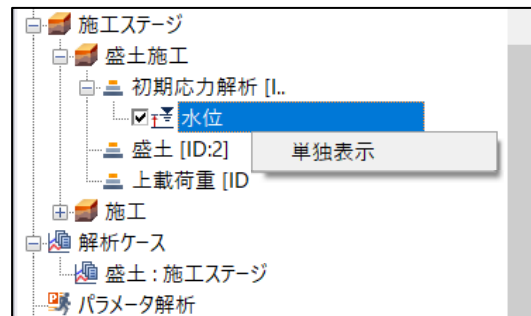 施工ステージ
盛土施工
初期応力解析 [I..
水位
盛土 [ID:2]
単独表示
上載荷重 [ID
施工
解析ケース
盛土 : 施工ステージ
パラメータ解析